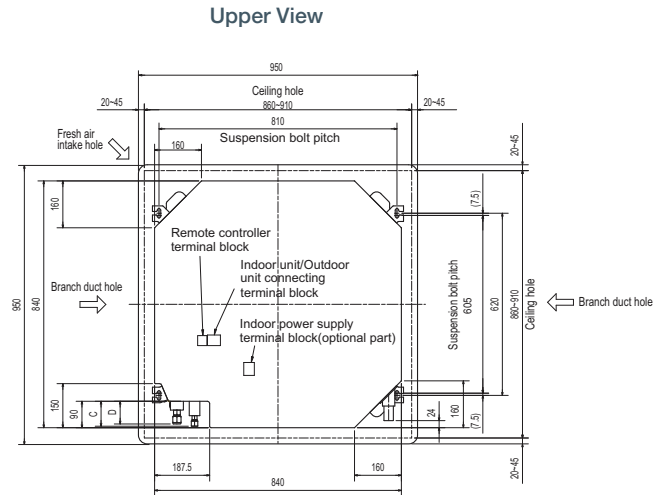 Upper View
950
Ceiling hole
20~45
860~910
20~45
810
Suspension bolt pitch
Fresh air
intake hole
160
20~45
(7.5)
160
Remote controller
terminal block
Indoor unit/Outdoor
unit connecting
terminal block
Branch duct hole
950
840
Indoor power supply
terminal block(optional part)
Suspension bolt pitch
605
620
860~910
Ceiling hole
Branch duct hole
150
90
C
D
24
160
(7.5)
187.5
160
840
20~45